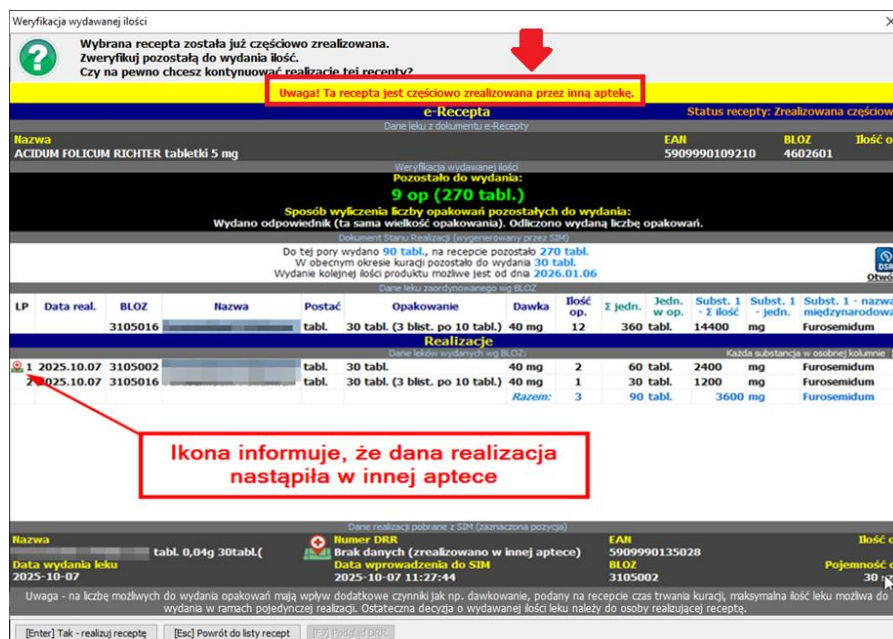 Weryfikacja wydawanej ilości
Wybrana recepta została już częściowo zrealizowana.
Zweryfikuj pozostałą do wydania ilość.
Czy na pewno chcesz kontynuować realizację tej recepty?
Uwaga! Ta recepta jest częściowo zrealizowana przez inną aptekę.
e-Recepta Status recepty: Zrealizowana częściow
Dane leku z dokumentu e-Recepty
Nazwa EAN BLOZ Ilość o
ACIDUM FOLICUM RICHTER tabletki 5 mg 5909990109210 4602601
Weryfikacja wydawanej ilości
Pozostało do wydania:
9 op (270 tabl.)
Sposób wyliczenia liczby opakowań pozostałych do wydania:
Wydano odpowiednik (ta sama wielkość opakowania). Odliczono wydaną liczbę opakowań.
Dokument Stanu Realizacji (wygenerowany przez SIM)
Do tej pory wydano 90 tabl., na recepcie pozostało 270 tabl.
W obecnym okresie kuracji pozostało do wydania 30 tabl.
Wydanie kolejnej ilości produktu możliwe jest od dnia 2026.01.06
DSR
Otwó
Dane leku zaordynowanego wg BLOZ
LP Data real. BLOZ Nazwa Postać Opakowanie Dawka Ilość op. Σ jedn. Jedn. w op. Subst. 1 - Σ ilość Subst. 1 - jedn. Subst. 1 - nazwa międzynarodowa
3105016 tabl. 30 tabl. (3 blist. po 10 tabl.) 40 mg 12 360 tabl. 14400 mg Furosemidum
Realizacje
Dane leków wydanych wg BLOZ: Każda substancja w osobnej kolumnie
1 2025.10.07 3105002 tabl. 30 tabl. 40 mg 2 60 tabl. 2400 mg Furosemidum
2 2025.10.07 3105016 tabl. 30 tabl. (3 blist. po 10 tabl.) 40 mg 1 30 tabl. 1200 mg Furosemidum
Razem: 3 90 tabl. 3600 mg Furosemidum
Ikona informuje, że dana realizacja
nastąpiła w innej aptece
Dane realizacji pobrane z SIM (zaznaczona pozycja)
Nazwa Numer DRR EAN Ilość o
tabl. 0,04g 30tabl.( Brak danych (zrealizowano w innej aptece) 5909990135028
Data wydania leku Data wprowadzenia do SIM BLOZ Pojemność o
2025-10-07 2025-10-07 11:27:44 3105002 30
Uwaga - na liczbę możliwych do wydania opakowań mają wpływ dodatkowe czynniki jak np. dawkowanie, podany na recepcie czas trwania kuracji, maksymalna ilość leku możliwa do
wydania w ramach pojedynczej realizacji. Ostateczna decyzja o wydawanej ilości leku należy do osoby realizującej receptę.
[Enter] Tak - realizuj receptę [Esc] Powrót do listy recept [F7] Podgląd DRR